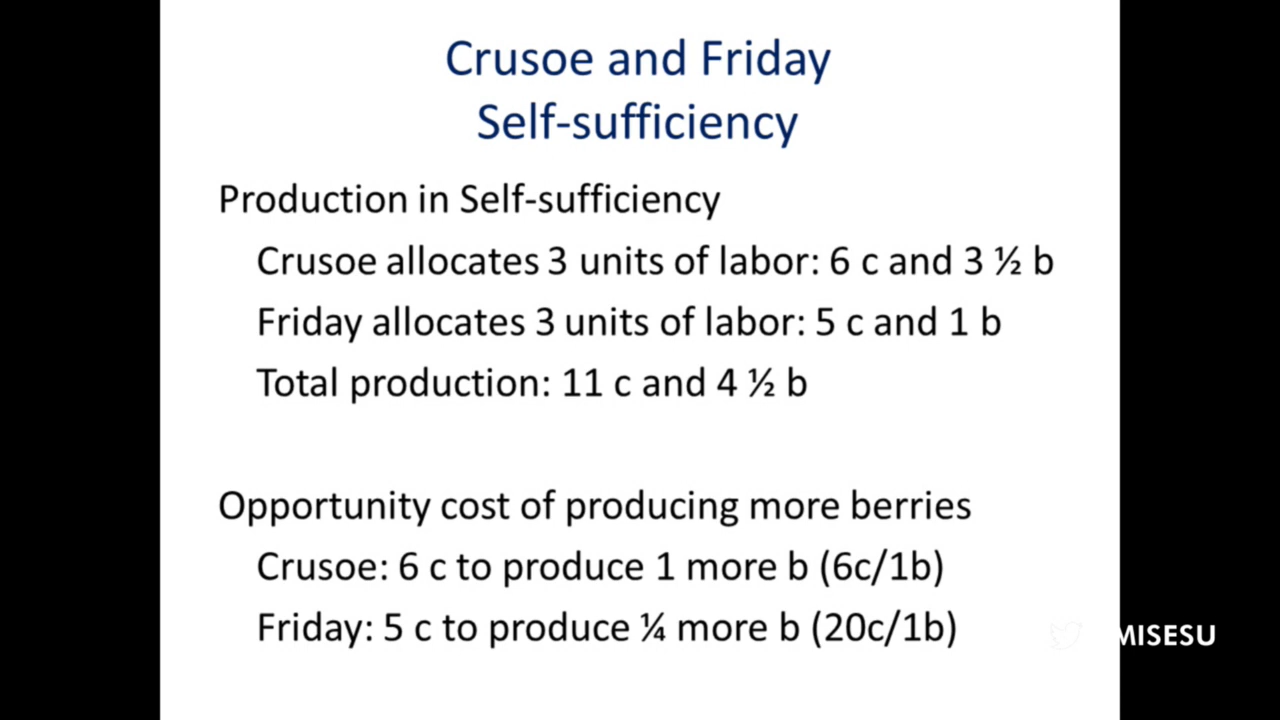 Crusoe and Friday
Self-sufficiency
Production in Self-sufficiency
Crusoe allocates 3 units of labor: 6 c and 3 ½ b
Friday allocates 3 units of labor: 5 c and 1 b
Total production: 11 c and 4 ½ b
Opportunity cost of producing more berries
Crusoe: 6 c to produce 1 more b (6c/1b)
Friday: 5 c to produce ¼ more b (20c/1b)
MISESU